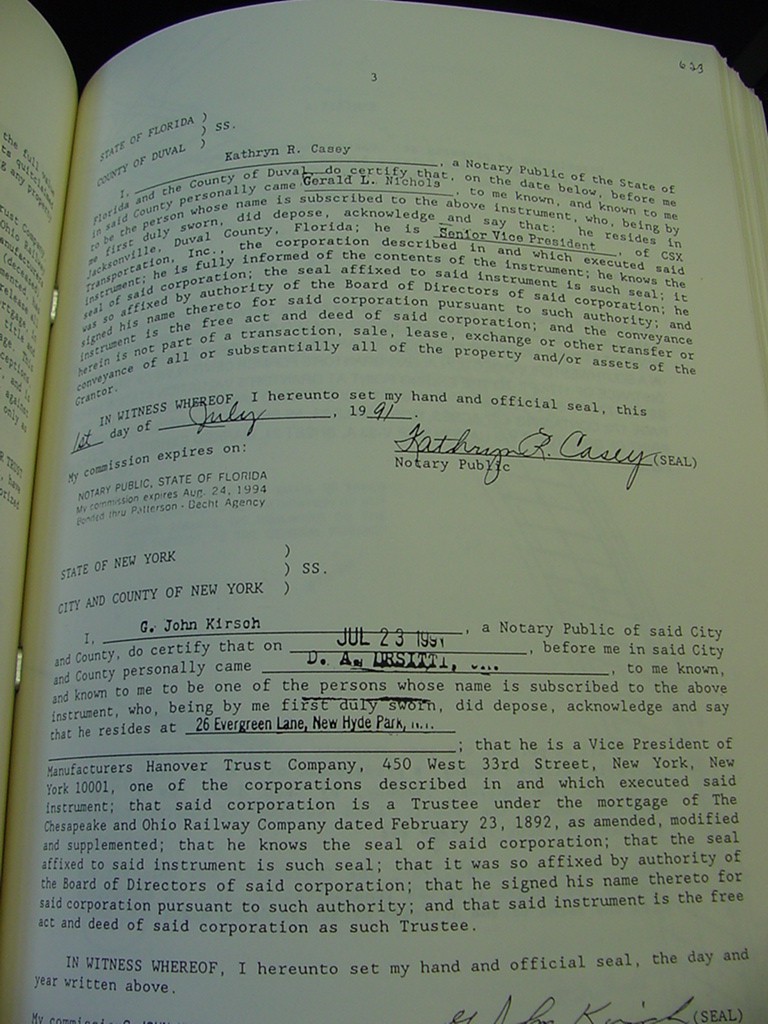 3
623
STATE OF FLORIDA )
) SS.
COUNTY OF DUVAL )
I, Kathryn R. Casey, a Notary Public of the State of
Florida and the County of Duval do certify that, on the date below, before me
in said County personally came Gerald L. Nichols, to me known, and known to me
to be the person whose name is subscribed to the above instrument, who, being by
me first duly sworn, did depose, acknowledge and say that: he resides in
Jacksonville, Duval County, Florida; he is Senior Vice President, of CSX
Transportation, Inc., the corporation described in and which executed said
instrument; he is fully informed of the contents of the instrument; he knows the
seal of said corporation; the seal affixed to said instrument is such seal; it
was so affixed by authority of the Board of Directors of said corporation; he
signed his name thereto for said corporation pursuant to such authority; and
instrument is the free act and deed of said corporation; and the conveyance
herein is not part of a transaction, sale, lease, exchange or other transfer or
conveyance of all or substantially all of the property and/or assets of the
Grantor.
IN WITNESS WHEREOF, I hereunto set my hand and official seal, this
1st day of July, 1991.
Kathryn R. Casey (SEAL)
Notary Public
My commission expires on:
NOTARY PUBLIC, STATE OF FLORIDA
My commission expires Aug. 24, 1994
Bonded thru Patterson - Becht Agency
STATE OF NEW YORK )
) SS.
CITY AND COUNTY OF NEW YORK )
I, G. John Kirsch, a Notary Public of said City
and County, do certify that on JUL 23 1991, before me in said City
and County personally came D. A. ORSITTI, to me known,
and known to me to be one of the persons whose name is subscribed to the above
instrument, who, being by me first duly sworn, did depose, acknowledge and say
that he resides at 26 Evergreen Lane, New Hyde Park, N.Y.
; that he is a Vice President of
Manufacturers Hanover Trust Company, 450 West 33rd Street, New York, New
York 10001, one of the corporations described in and which executed said
instrument; that said corporation is a Trustee under the mortgage of The
Chesapeake and Ohio Railway Company dated February 23, 1892, as amended, modified
and supplemented; that he knows the seal of said corporation; that the seal
affixed to said instrument is such seal; that it was so affixed by authority of
the Board of Directors of said corporation; that he signed his name thereto for
said corporation pursuant to such authority; and that said instrument is the free
act and deed of said corporation as such Trustee.
IN WITNESS WHEREOF, I hereunto set my hand and official seal, the day and
year written above.
G John Kirsch (SEAL)